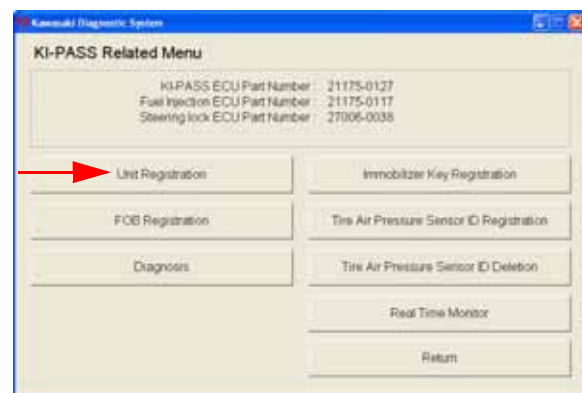 Kawasaki Diagnostic System
KI-PASS Related Menu
KI-PASS ECU Part Number : 21175-0127
Fuel Injection ECU Part Number : 21175-0117
Steering lock ECU Part Number : 27006-0038
Unit Registration
Immobilizer Key Registration
FOB Registration
Tire Air Pressure Sensor ID Registration
Diagnosis
Tire Air Pressure Sensor ID Deletion
Real Time Monitor
Return